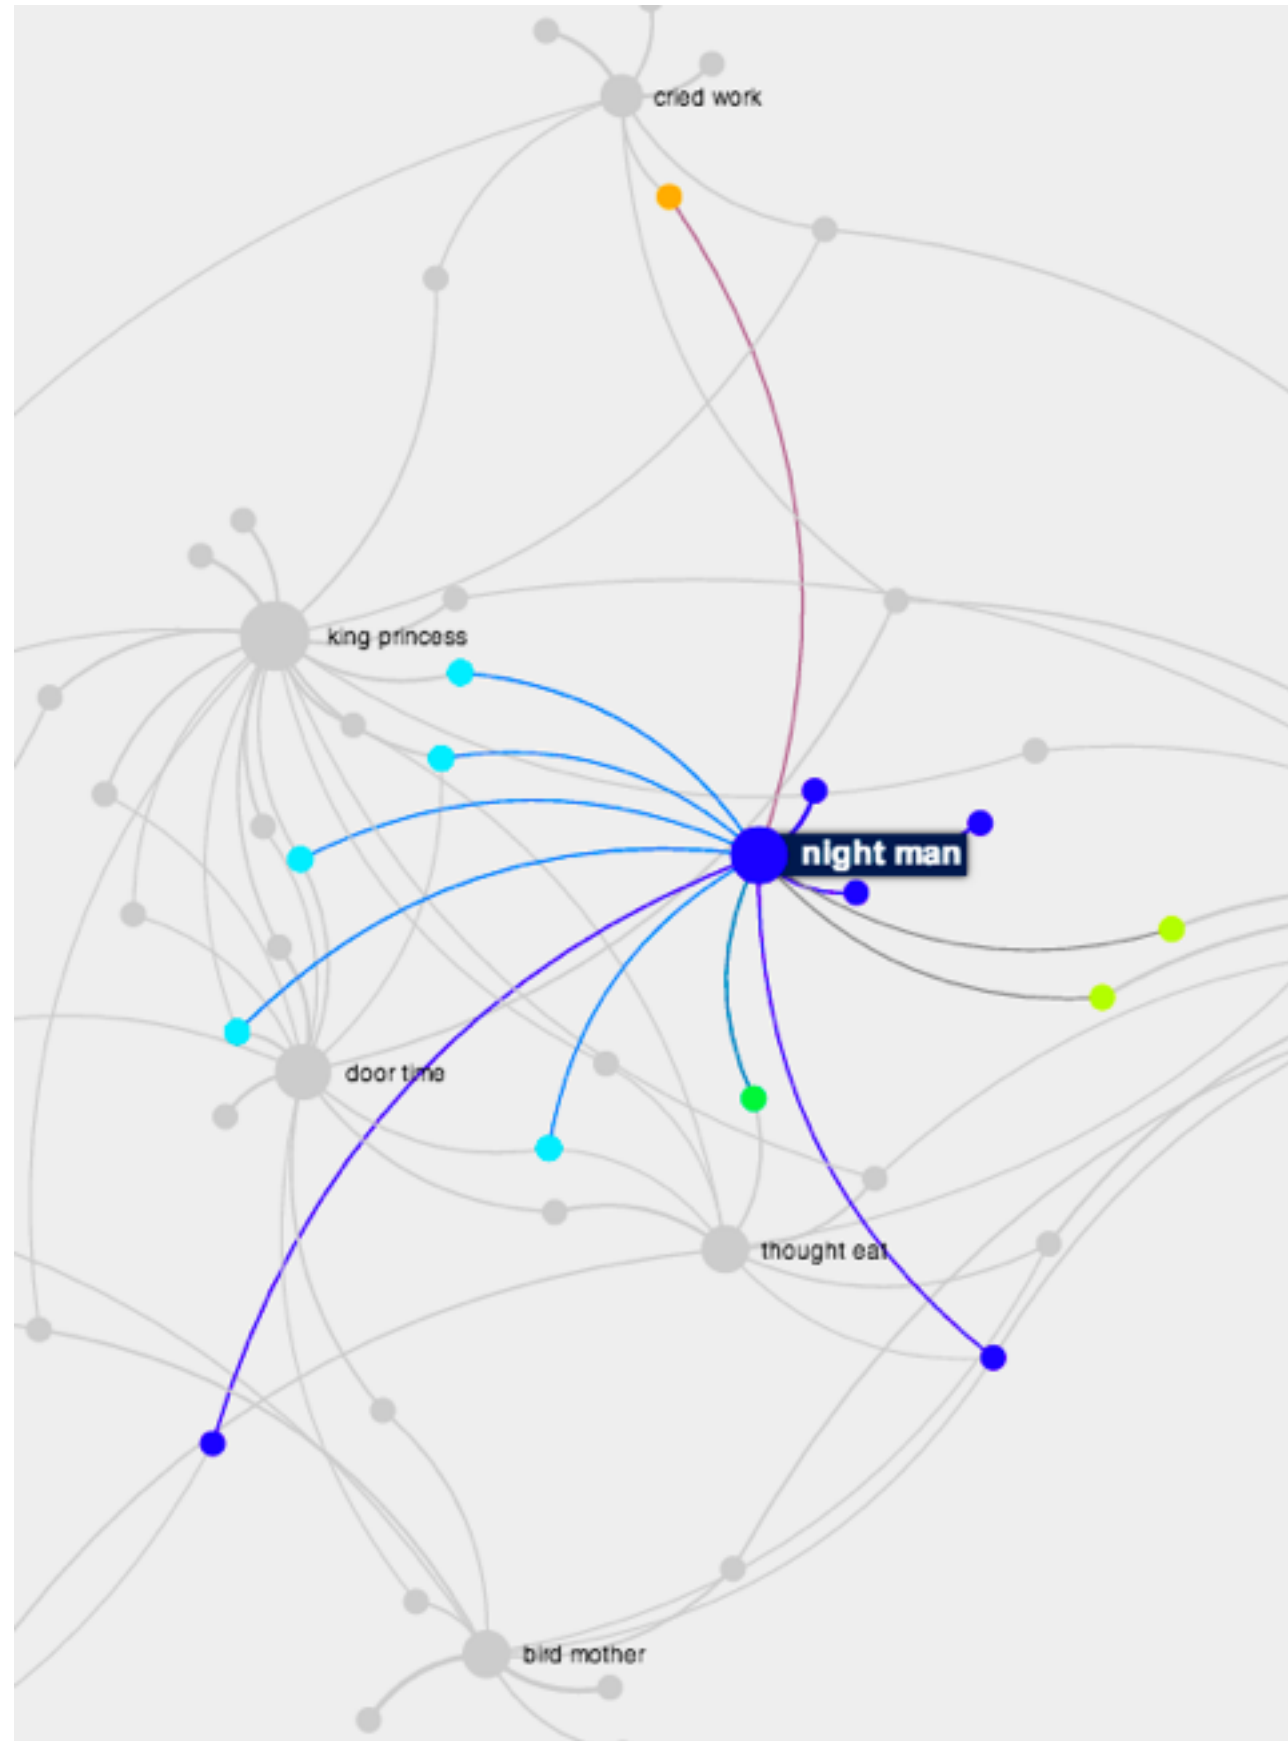 cried work
king princess
night man
door time
thought eat
bird mother